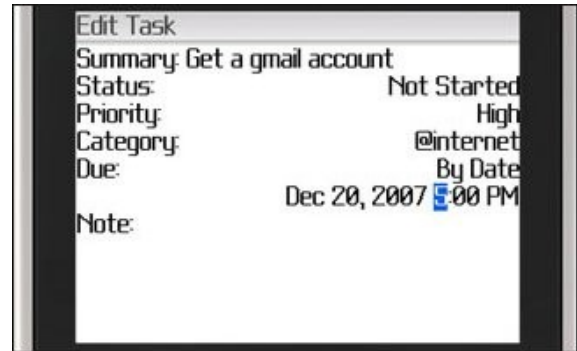 Edit Task
Summary: Get a gmail account
Status: Not Started
Priority: High
Category: @internet
Due: By Date
Dec 20, 2007 5:00 PM
Note: